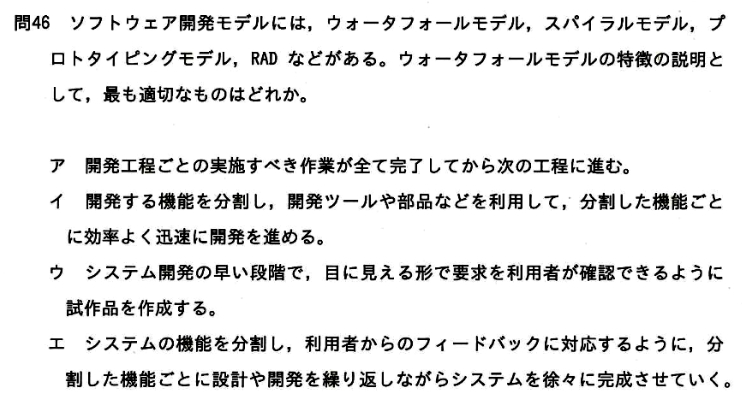 問46 ソフトウェア開発モデルには，ウォータフォールモデル，スパイラルモデル，プ
ロトタイピングモデル，RAD などがある。ウォータフォールモデルの特徴の説明と
して，最も適切なものはどれか。
ア 開発工程ごとの実施すべき作業が全て完了してから次の工程に進む。
イ 開発する機能を分割し，開発ツールや部品などを利用して，分割した機能ごと
に効率よく迅速に開発を進める。
ウ システム開発の早い段階で，目に見える形で要求を利用者が確認できるように
試作品を作成する。
エ システムの機能を分割し，利用者からのフィードバックに対応するように，分
割した機能ごとに設計や開発を繰り返しながらシステムを徐々に完成させていく。